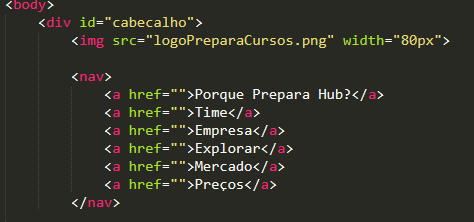 <body>
<div id="cabecalho">
<img src="logoPreparaCursos.png" width="80px">
<nav>
<a href="">Porque Prepara Hub?</a>
<a href="">Time</a>
<a href="">Empresa</a>
<a href="">Explorar</a>
<a href="">Mercado</a>
<a href="">Preços</a>
</nav>